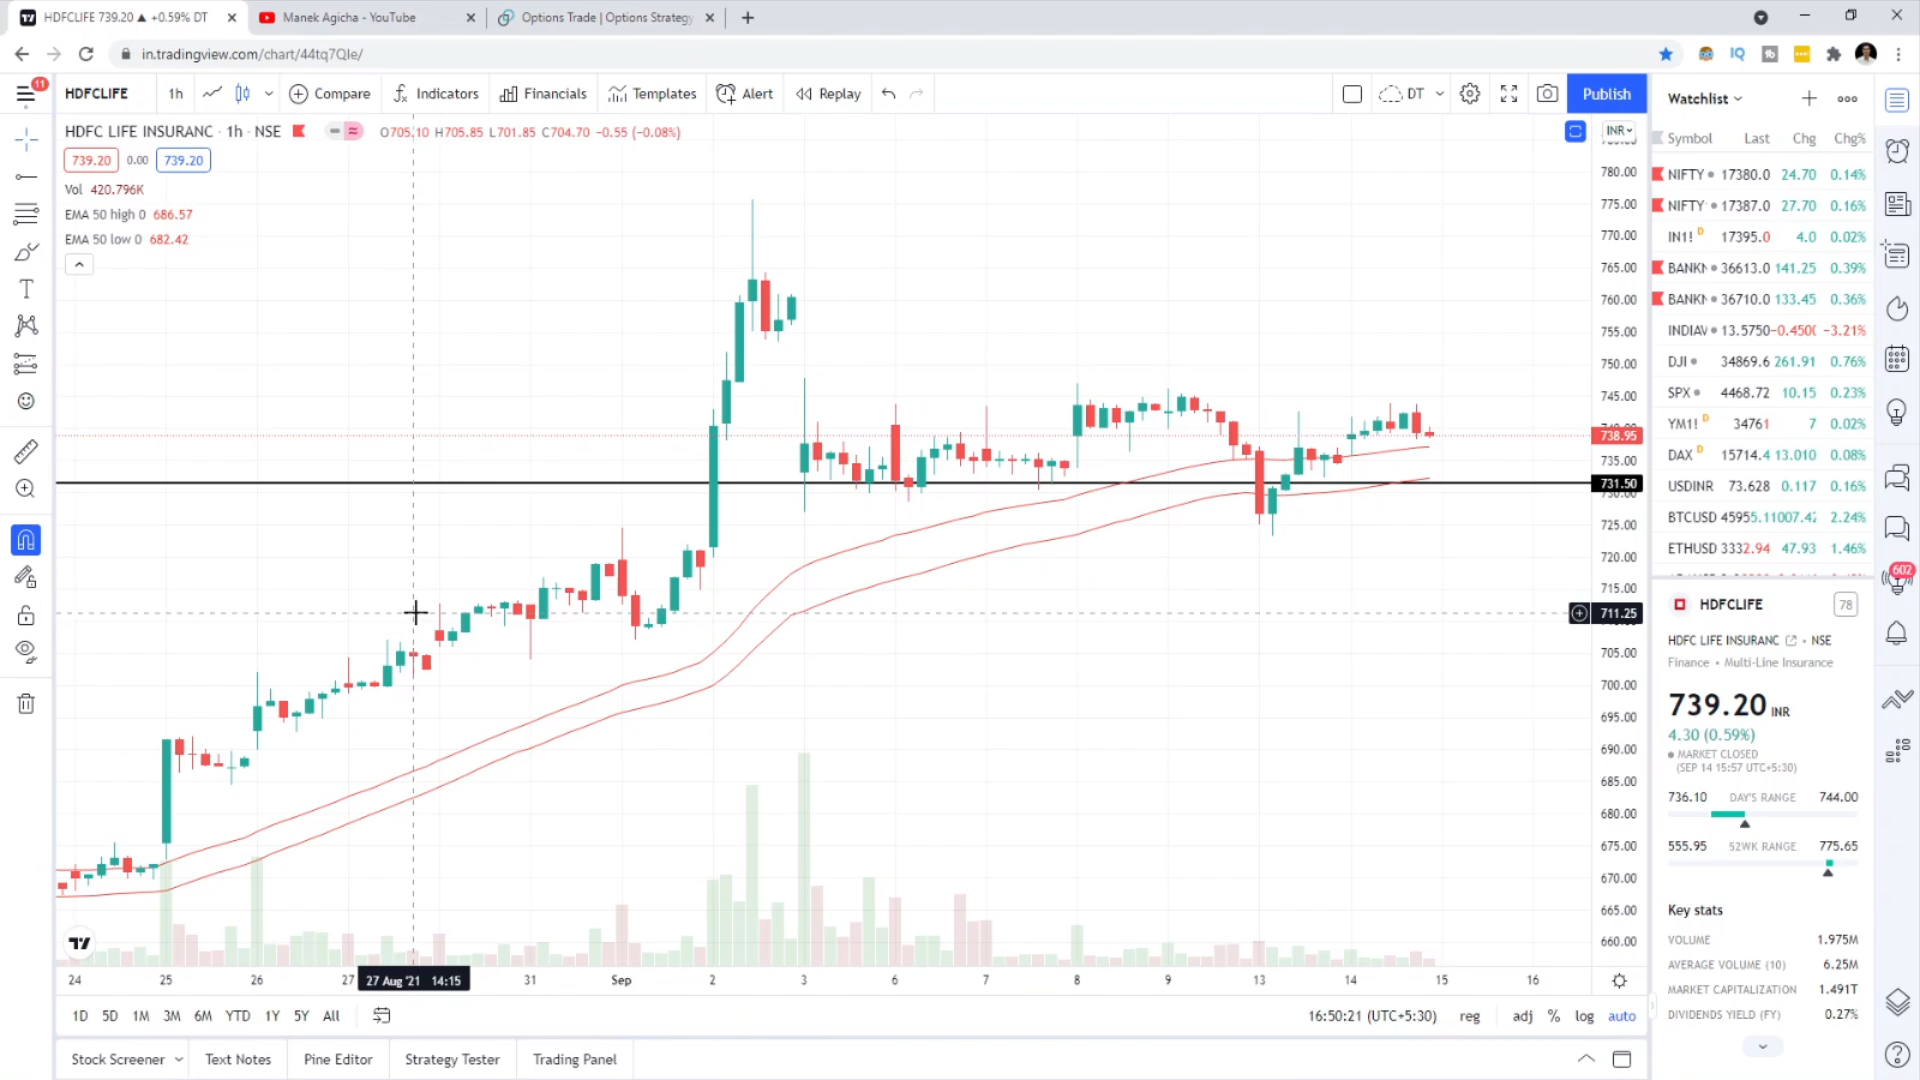 HDFCLIFE 739.20 ▲ +0.59% DT
Manek Agicha - YouTube
Options Trade | Options Strategy
in.tradingview.com/chart/44tq7Qle/
11
HDFCLIFE
1h
Compare
Indicators
Financials
Templates
Alert
Replay
DT
Publish
HDFC LIFE INSURANC · 1h · NSE
O705.10 H705.85 L701.85 C704.70 −0.55 (−0.08%)
739.20 0.00 739.20
Vol 420.796K
EMA 50 high 0 686.57
EMA 50 low 0 682.42
INR
780.00
775.00
770.00
765.00
760.00
755.00
750.00
745.00
738.95
735.00
731.50
725.00
720.00
715.00
711.25
705.00
700.00
695.00
690.00
685.00
680.00
675.00
670.00
665.00
660.00
24 25 26 27 27 Aug '21 14:15 31 Sep 2 3 6 7 8 9 13 14 15 16
1D 5D 1M 3M 6M YTD 1Y 5Y All
16:50:21 (UTC+5:30) reg adj % log auto
Stock Screener
Text Notes
Pine Editor
Strategy Tester
Trading Panel
Watchlist
Symbol Last Chg Chg%
NIFTY 17380.0 24.70 0.14%
NIFTY 17387.0 27.70 0.16%
IN1! D 17395.0 4.0 0.02%
BANKN 36613.0 141.25 0.39%
BANKN 36710.0 133.45 0.36%
INDIAV 13.5750 -0.450( -3.21%
DJI 34869.6 261.91 0.76%
SPX 4468.72 10.15 0.23%
YM1! D 34761 7 0.02%
DAX D 15714.4 13.010 0.08%
USDINR 73.628 0.117 0.16%
BTCUSD 45955.1 1007.42 2.24%
ETHUSD 3332.94 47.93 1.46%
602
HDFCLIFE
78
HDFC LIFE INSURANC • NSE
Finance • Multi-Line Insurance
739.20 INR
4.30 (0.59%)
MARKET CLOSED
(SEP 14 15:57 UTC+5:30)
736.10 DAY'S RANGE 744.00
555.95 52WK RANGE 775.65
Key stats
VOLUME 1.975M
AVERAGE VOLUME (10) 6.25M
MARKET CAPITALIZATION 1.491T
DIVIDENDS YIELD (FY) 0.27%